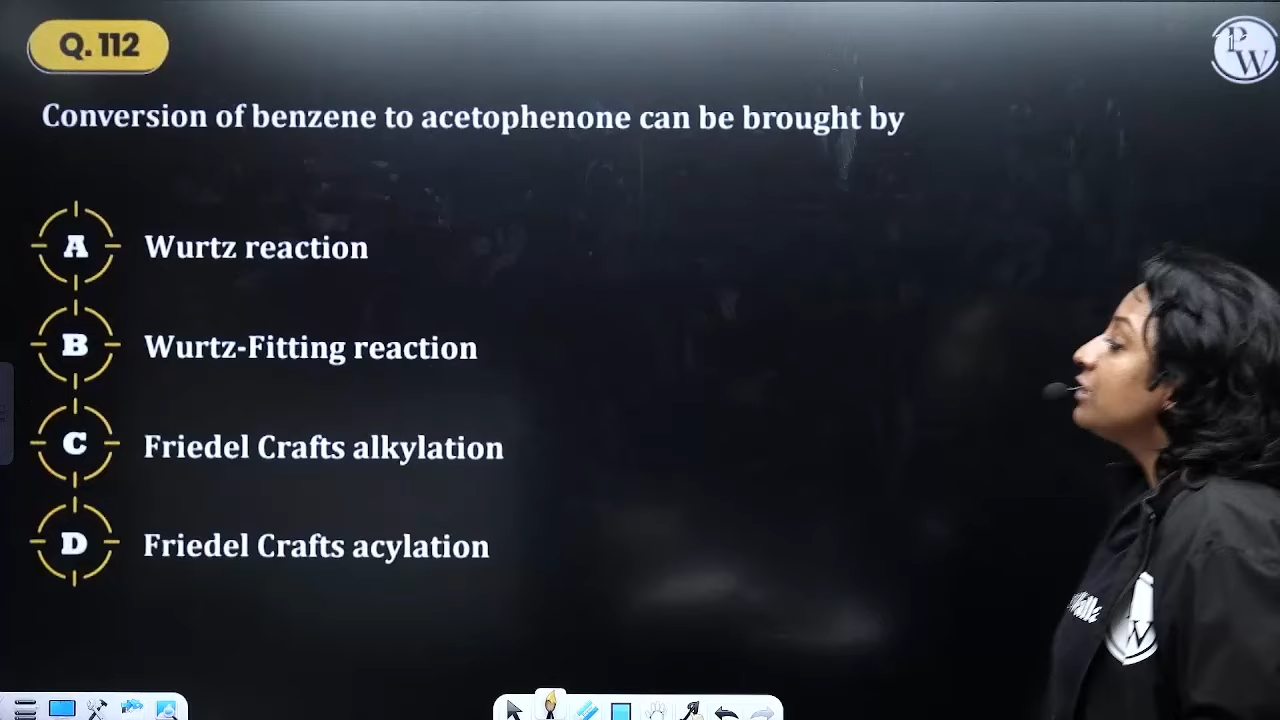 Q. 112
PW
Conversion of benzene to acetophenone can be brought by
A Wurtz reaction
B Wurtz-Fitting reaction
C Friedel Crafts alkylation
D Friedel Crafts acylation
W